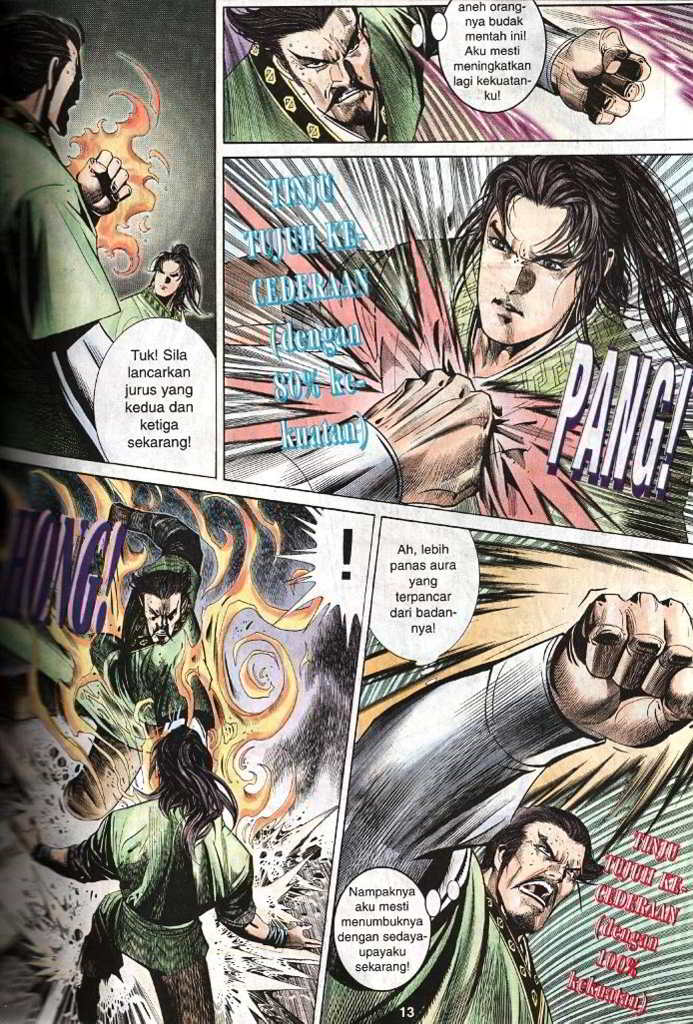 aneh orang-
nya budak
mentah ini!
Aku mesti
meningkatkan
lagi kekuatan-
ku!
Tuk! Sila
lancarkan
jurus yang
kedua dan
ketiga
sekarang!
TINJU
TUJUH KE-
CEDERAAN
(dengan
80% ke-
kuatan)
PANG!
HONG!
!
Ah, lebih
panas aura
yang
terpancar
dari badan-
nya!
Nampaknya
aku mesti
menumbuknya
dengan sedaya-
upayaku
sekarang!
TINJU
TUJUH KE-
CEDERAAN
(dengan
100%
kekuatan)
13